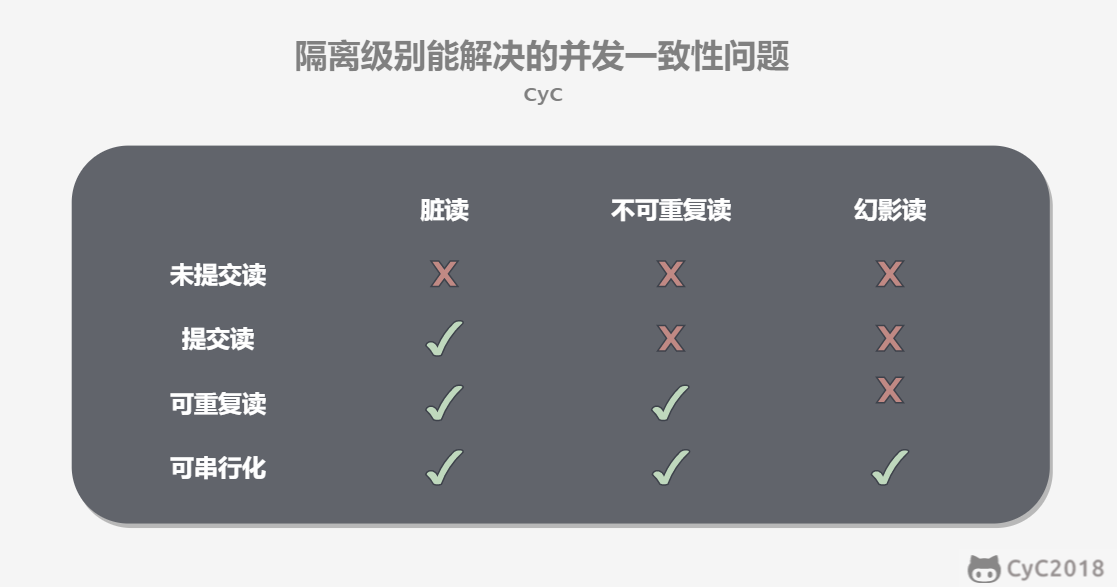 隔离级别能解决的并发一致性问题
CyC
脏读 不可重复读 幻影读
未提交读 X X X
提交读 ✓ X X
可重复读 ✓ ✓ X
可串行化 ✓ ✓ ✓
CyC2018